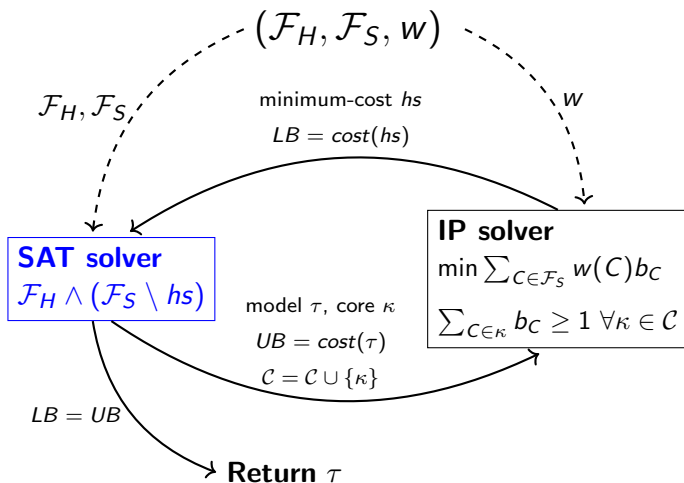 (ℱ_H, ℱ_S, w)
ℱ_H, ℱ_S
w
minimum-cost hs
LB = cost(hs)
SAT solver
ℱ_H ∧ (ℱ_S \ hs)
IP solver
min ∑_{C∈ℱ_S} w(C)b_C
∑_{C∈κ} b_C ≥ 1 ∀κ ∈ 𝒞
model τ, core κ
UB = cost(τ)
𝒞 = 𝒞 ∪ {κ}
LB = UB
Return τ